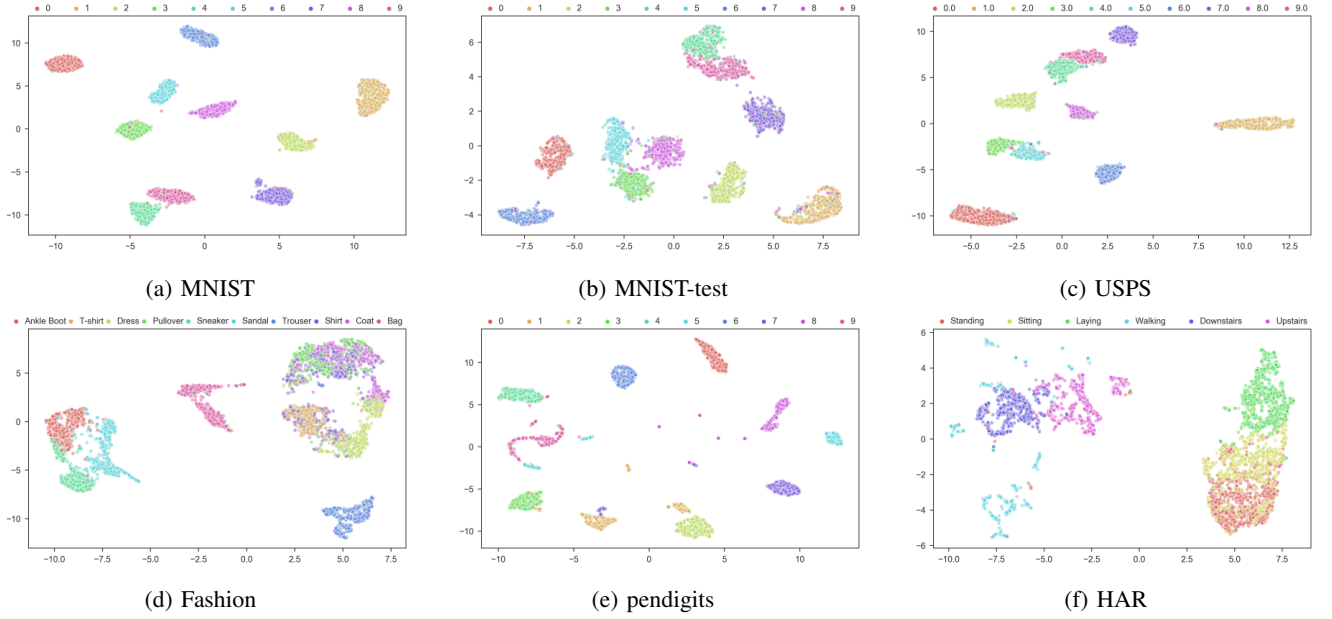 0 1 2 3 4 5 6 7 8 9
10
5
0
−5
−10
−10 −5 0 5 10
(a) MNIST
0 1 2 3 4 5 6 7 8 9
6
4
2
0
−2
−4
−7.5 −5.0 −2.5 0.0 2.5 5.0 7.5
(b) MNIST-test
0.0 1.0 2.0 3.0 4.0 5.0 6.0 7.0 8.0 9.0
10
5
0
−5
−10
−5.0 −2.5 0.0 2.5 5.0 7.5 10.0 12.5
(c) USPS
Ankle Boot T-shirt Dress Pullover Sneaker Sandal Trouser Shirt Coat Bag
5
0
−5
−10
−10.0 −7.5 −5.0 −2.5 0.0 2.5 5.0 7.5
(d) Fashion
0 1 2 3 4 5 6 7 8 9
10
5
0
−5
−10
−10 −5 0 5 10
(e) pendigits
Standing Sitting Laying Walking Downstairs Upstairs
6
4
2
0
−2
−4
−6
−10.0 −7.5 −5.0 −2.5 0.0 2.5 5.0 7.5
(f) HAR